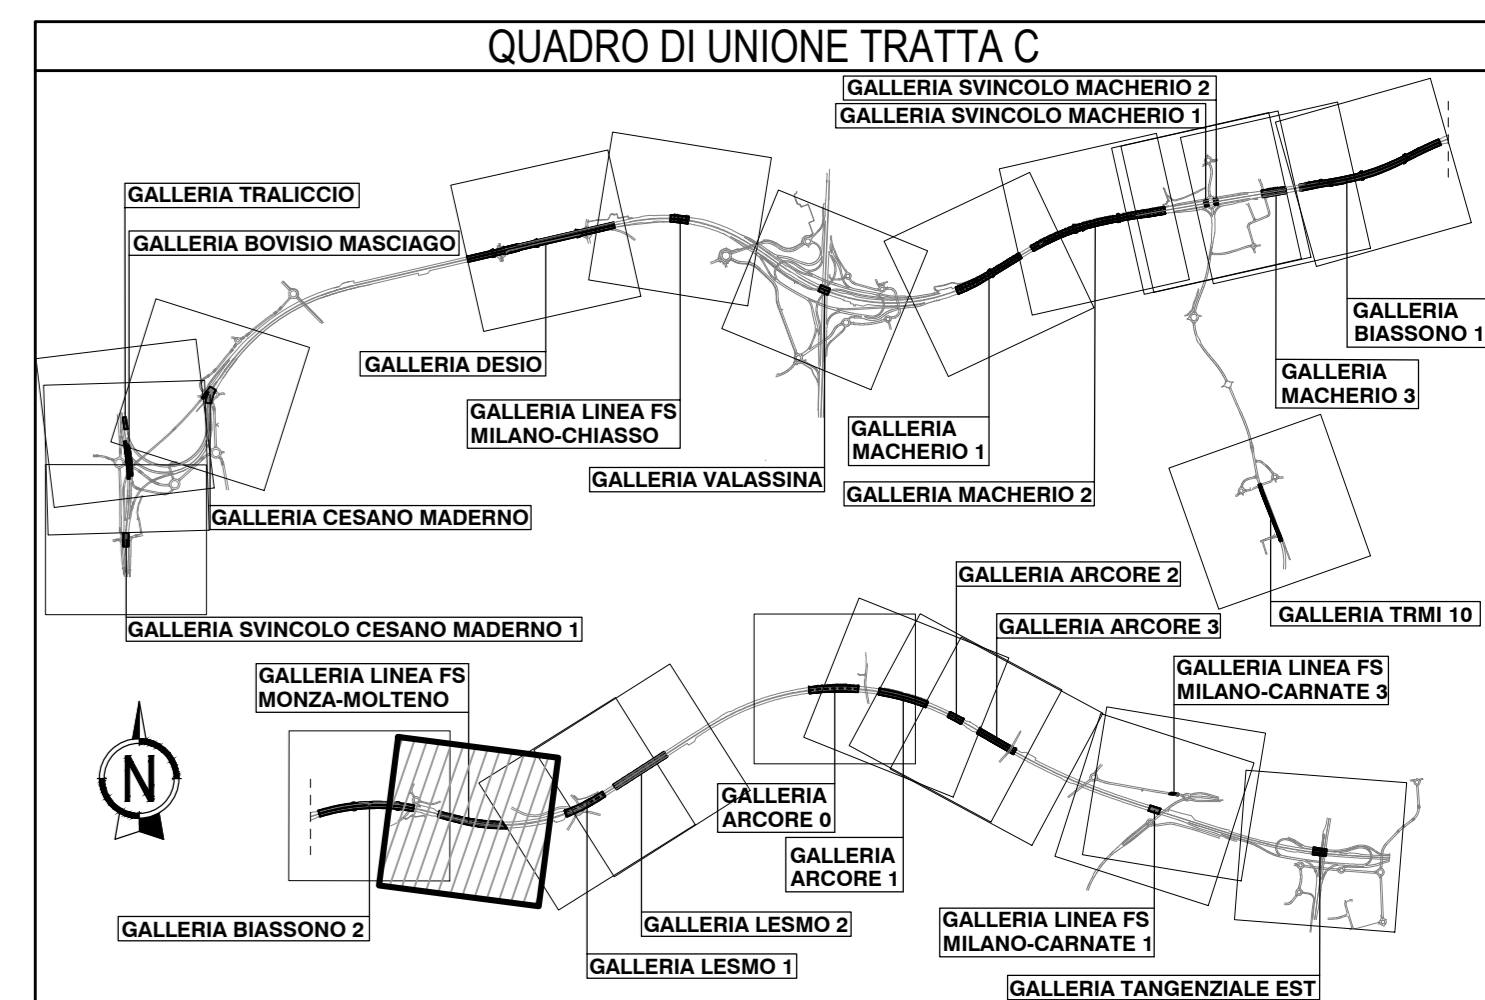 QUADRO DI UNIONE TRATTA C
GALLERIA SVINCOLO MACHERIO 2
GALLERIA SVINCOLO MACHERIO 1
GALLERIA TRALICCIO
GALLERIA BOVISIO MASCIAGO
GALLERIA
BIASSONO 1
GALLERIA DESIO
GALLERIA
MACHERIO 3
GALLERIA LINEA FS
MILANO-CHIASSO
GALLERIA
MACHERIO 1
GALLERIA VALASSINA
GALLERIA MACHERIO 2
GALLERIA CESANO MADERNO
GALLERIA ARCORE 2
GALLERIA TRMI 10
GALLERIA SVINCOLO CESANO MADERNO 1
GALLERIA ARCORE 3
GALLERIA LINEA FS
MONZA-MOLTENO
GALLERIA LINEA FS
MILANO-CARNATE 3
N
GALLERIA
ARCORE 0
GALLERIA
ARCORE 1
GALLERIA BIASSONO 2
GALLERIA LESMO 2
GALLERIA LINEA FS
MILANO-CARNATE 1
GALLERIA LESMO 1
GALLERIA TANGENZIALE EST